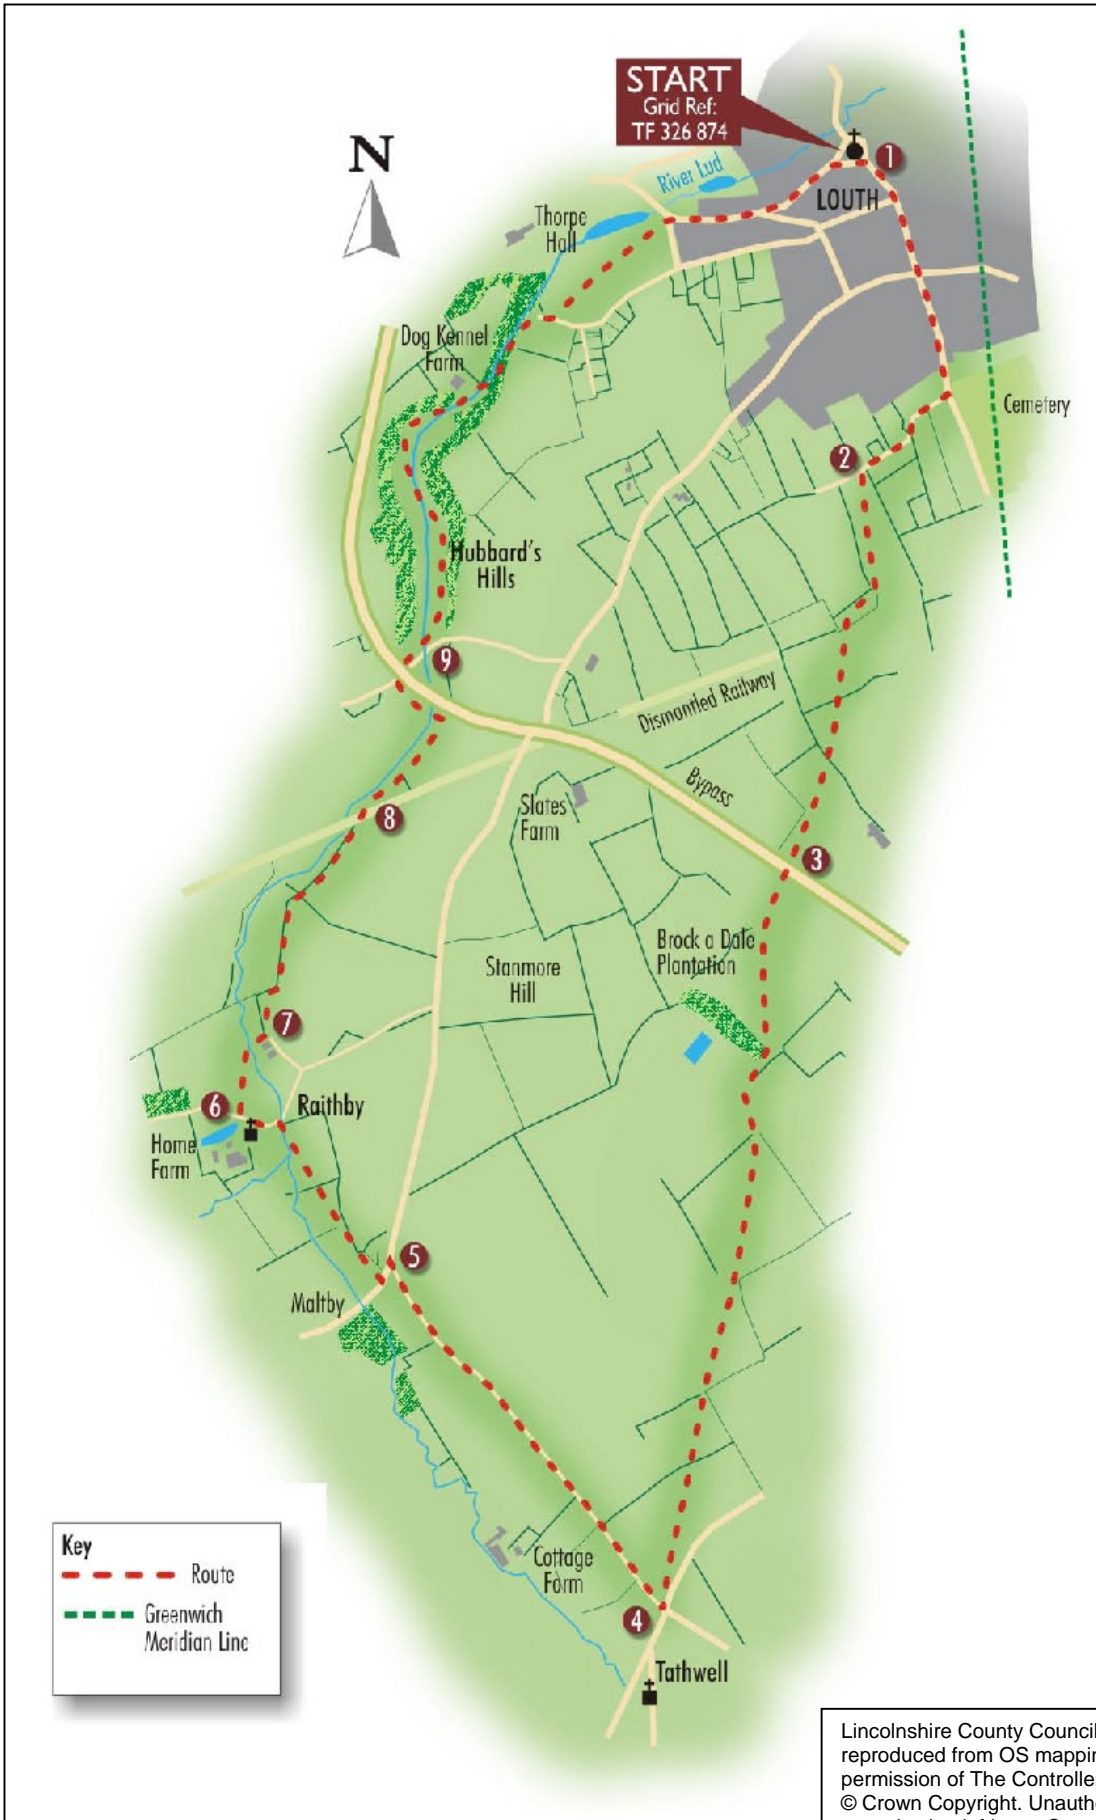 START
Grid Ref:
TF 326 874
N
River Lud
1
LOUTH
Thorpe
Hall
Dog Kennel
Farm
Cemetery
2
Hubbard's
Hills
9
Dismantled Railway
Bypass
Slates
Farm
8
3
Brock a Dale
Plantation
Stanmore
Hill
7
6
Raithby
Home
Farm
5
Maltby
Cottage
Farm
4
Tathwell
Key
Route
Greenwich
Meridian Line
Lincolnshire County Council
reproduced from OS mappin
permission of The Controlle
© Crown Copyright. Unautho